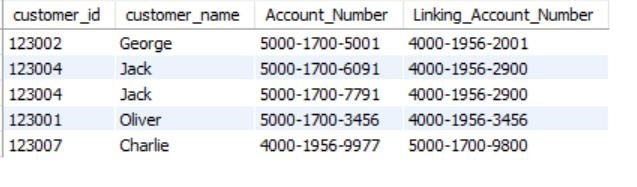 customer_id customer_name Account_Number Linking_Account_Number
123002 George 5000-1700-5001 4000-1956-2001
123004 Jack 5000-1700-6091 4000-1956-2900
123004 Jack 5000-1700-7791 4000-1956-2900
123001 Oliver 5000-1700-3456 4000-1956-3456
123007 Charlie 4000-1956-9977 5000-1700-9800